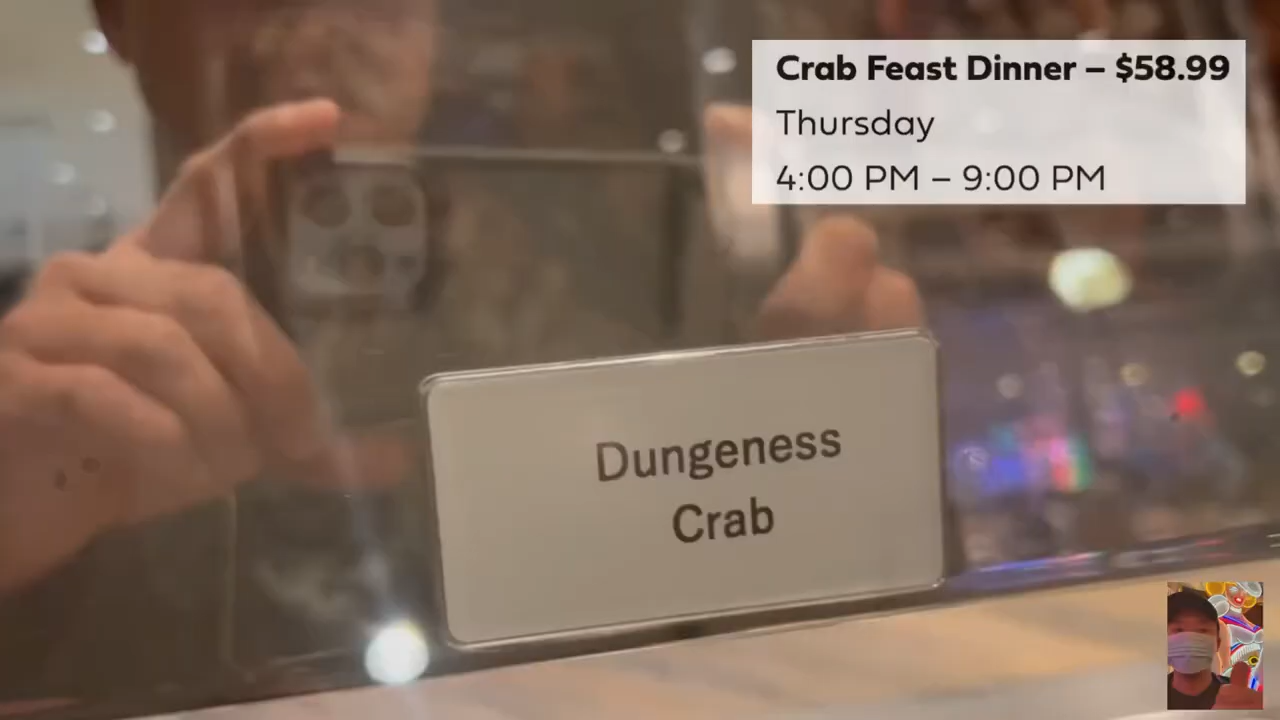 Crab Feast Dinner – $58.99
Thursday
4:00 PM – 9:00 PM
Dungeness
Crab